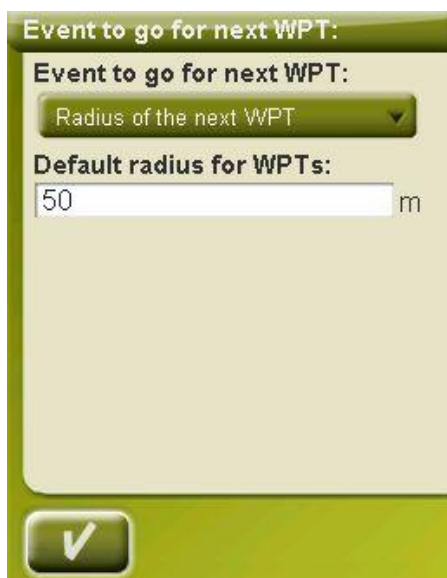 Event to go for next WPT:
Event to go for next WPT:
Radius of the next WPT
Default radius for WPTs:
50 m